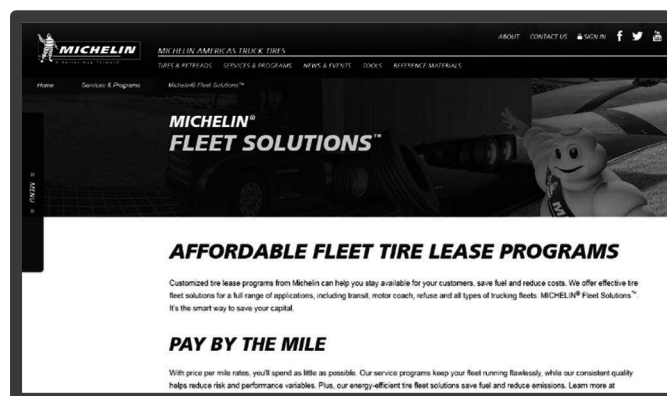 ABOUT CONTACT US SIGN IN
MICHELIN
MICHELIN AMERICAS TRUCK TIRES
TIRES & RETREADS SERVICES & PROGRAMS NEWS & EVENTS TOOLS REFERENCE MATERIALS
Home Services & Programs Michelin® Fleet Solutions™
MICHELIN®
FLEET SOLUTIONS™
MENU
AFFORDABLE FLEET TIRE LEASE PROGRAMS
Customized tire lease programs from Michelin can help you stay available for your customers, save fuel and reduce costs. We offer effective tire
fleet solutions for a full range of applications, including transit, motor coach, refuse and all types of trucking fleets. MICHELIN® Fleet Solutions™.
It's the smart way to save your capital.
PAY BY THE MILE
With price per mile rates, you'll spend as little as possible. Our service programs keep your fleet running flawlessly, while our consistent quality
helps reduce risk and performance variables. Plus, our energy-efficient tire fleet solutions save fuel and reduce emissions. Learn more at